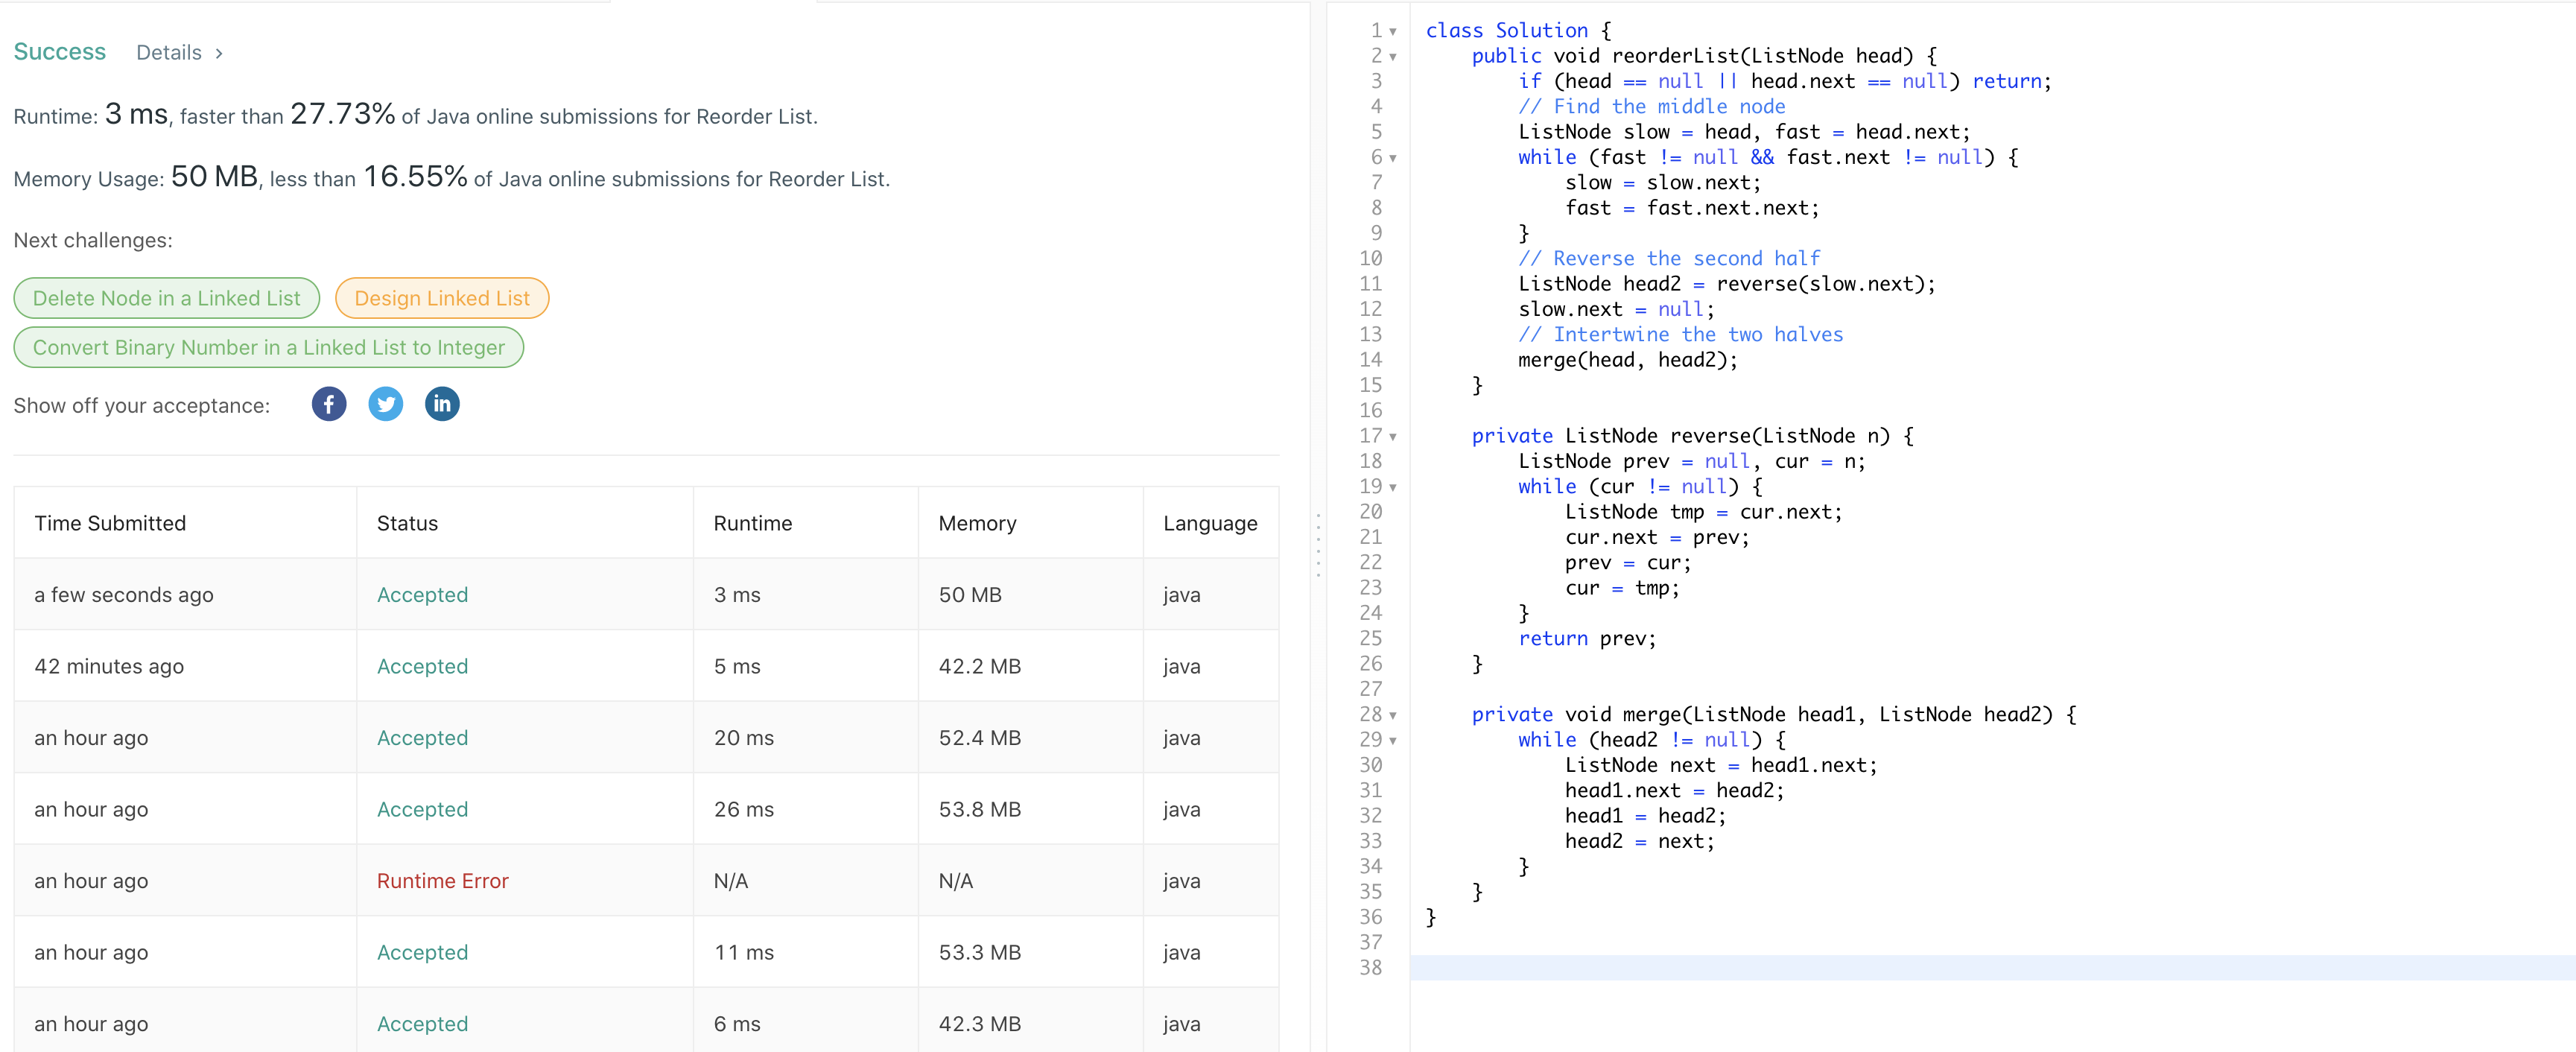 Success Details >
Runtime: 3 ms, faster than 27.73% of Java online submissions for Reorder List.
Memory Usage: 50 MB, less than 16.55% of Java online submissions for Reorder List.
Next challenges:
Delete Node in a Linked List Design Linked List
Convert Binary Number in a Linked List to Integer
Show off your acceptance: f in
Time Submitted Status Runtime Memory Language
a few seconds ago Accepted 3 ms 50 MB java
42 minutes ago Accepted 5 ms 42.2 MB java
an hour ago Accepted 20 ms 52.4 MB java
an hour ago Accepted 26 ms 53.8 MB java
an hour ago Runtime Error N/A N/A java
an hour ago Accepted 11 ms 53.3 MB java
an hour ago Accepted 6 ms 42.3 MB java
1 class Solution {
2     public void reorderList(ListNode head) {
3         if (head == null || head.next == null) return;
4         // Find the middle node
5         ListNode slow = head, fast = head.next;
6         while (fast != null && fast.next != null) {
7             slow = slow.next;
8             fast = fast.next.next;
9         }
10         // Reverse the second half
11         ListNode head2 = reverse(slow.next);
12         slow.next = null;
13         // Intertwine the two halves
14         merge(head, head2);
15     }
16
17     private ListNode reverse(ListNode n) {
18         ListNode prev = null, cur = n;
19         while (cur != null) {
20             ListNode tmp = cur.next;
21             cur.next = prev;
22             prev = cur;
23             cur = tmp;
24         }
25         return prev;
26     }
27
28     private void merge(ListNode head1, ListNode head2) {
29         while (head2 != null) {
30             ListNode next = head1.next;
31             head1.next = head2;
32             head1 = head2;
33             head2 = next;
34         }
35     }
36 }
37
38